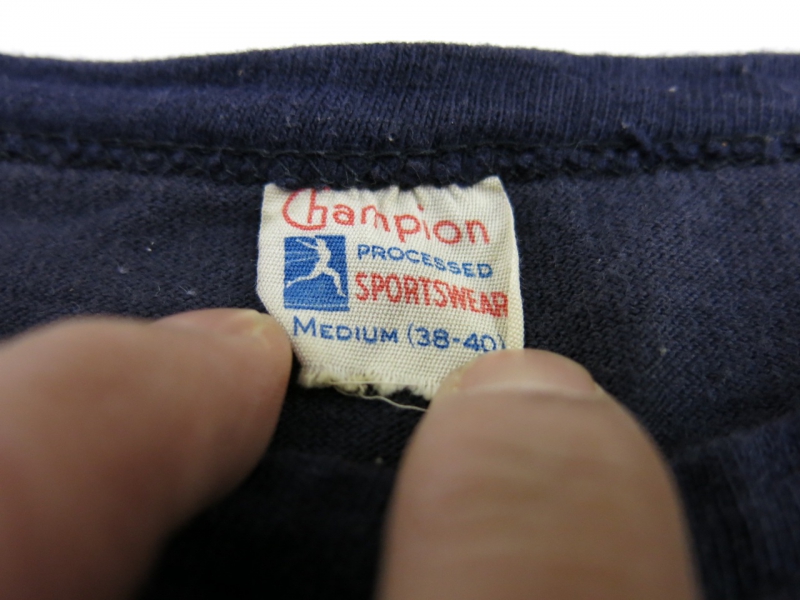 Champion
PROCESSED
SPORTSWEAR
MEDIUM (38-40)